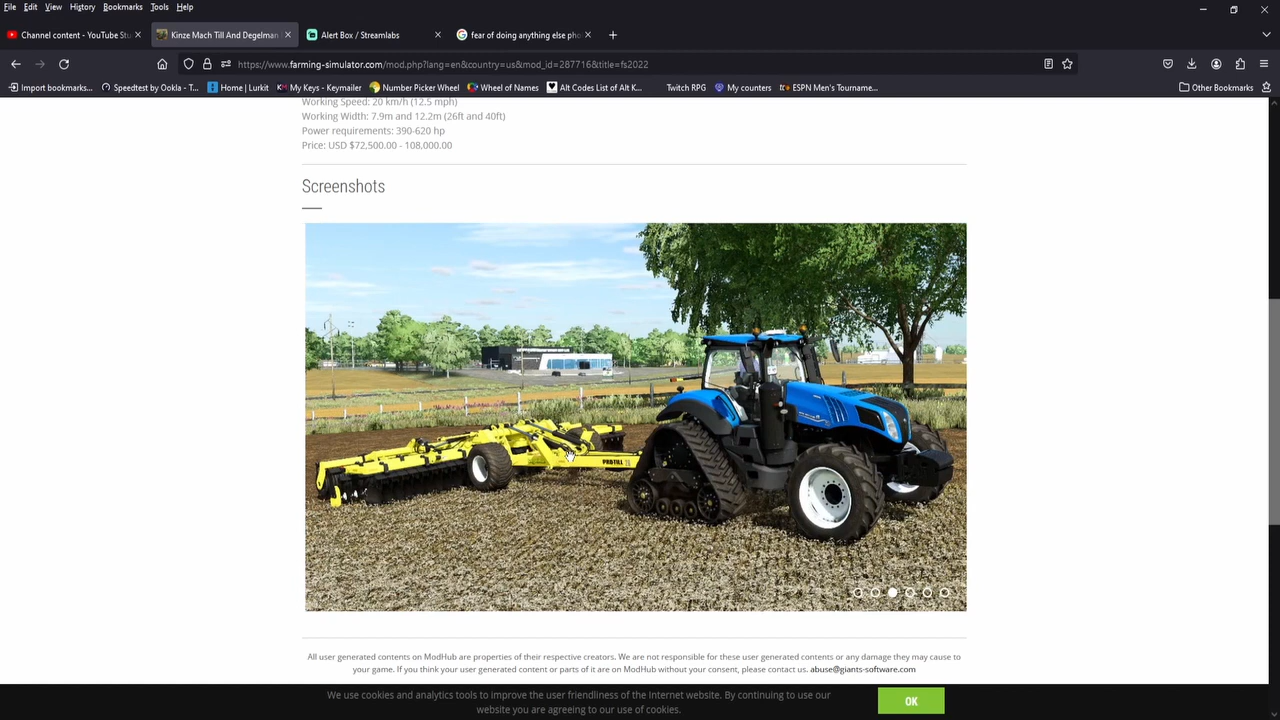 File Edit View History Bookmarks Tools Help
Channel content - YouTube Stu
Kinze Mach Till And Degelman
Alert Box / Streamlabs
fear of doing anything else pho
https://www.farming-simulator.com/mod.php?lang=en&country=us&mod_id=287716&title=fs2022
Import bookmarks... Speedtest by Ookla - T... Home | Lurkit My Keys - Keymailer Number Picker Wheel Wheel of Names Alt Codes List of Alt K... Twitch RPG My counters ESPN Men's Tourname... Other Bookmarks
Working Speed: 20 km/h (12.5 mph)
Working Width: 7.9m and 12.2m (26ft and 40ft)
Power requirements: 390-620 hp
Price: USD $72,500.00 - 108,000.00
Screenshots
PROTILL
All user generated contents on ModHub are properties of their respective creators. We are not responsible for these user generated contents or any damage they may cause to
your game. If you think your user generated content or parts of it are on ModHub without your consent, please contact us. abuse@giants-software.com
We use cookies and analytics tools to improve the user friendliness of the Internet website. By continuing to use our
website you are agreeing to our use of cookies.
OK